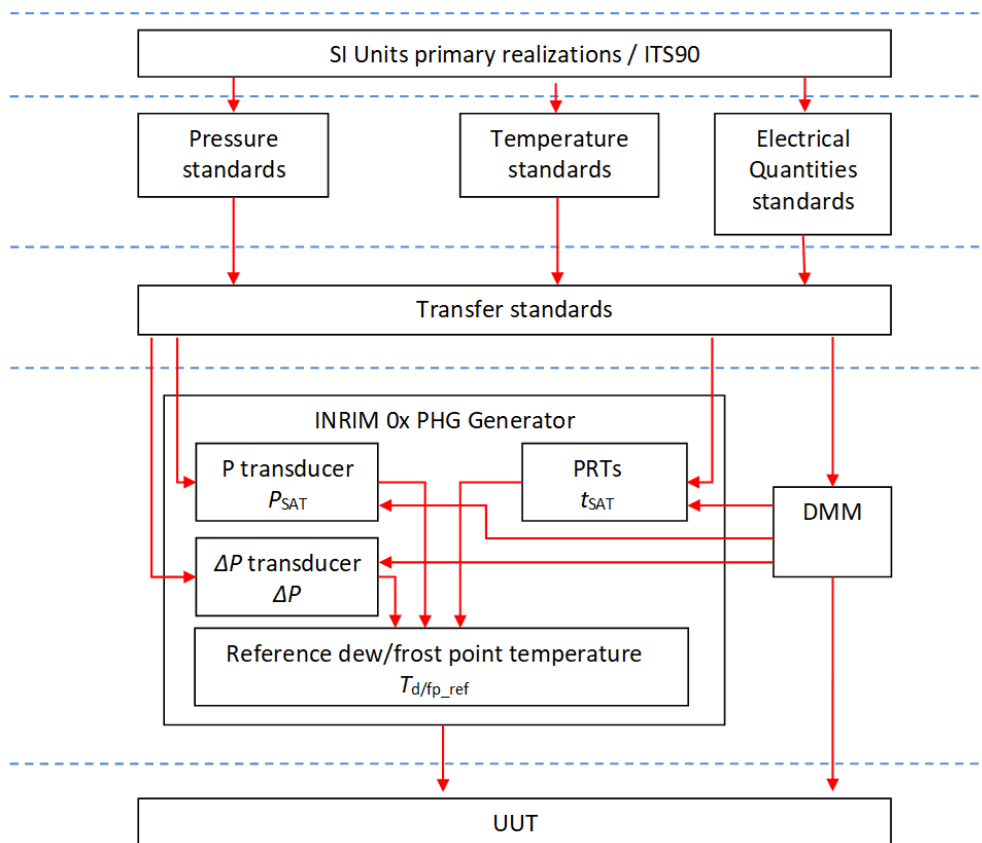 SI Units primary realizations / ITS90
Pressure
standards
Temperature
standards
Electrical
Quantities
standards
Transfer standards
INRIM 0x PHG Generator
P transducer
PSAT
PRTs
tSAT
DMM
ΔP transducer
ΔP
Reference dew/frost point temperature
Td/fp_ref
UUT